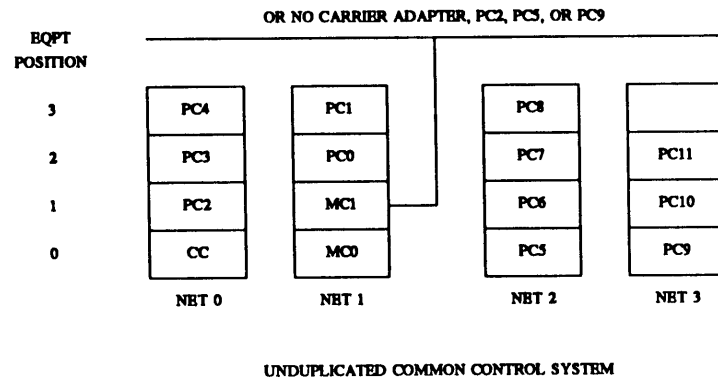 OR NO CARRIER ADAPTER, PC2, PC5, OR PC9
EQPT
POSITION
3 PC4 PC1 PC8
2 PC3 PC0 PC7 PC11
1 PC2 MC1 PC6 PC10
0 CC MC0 PC5 PC9
NET 0 NET 1 NET 2 NET 3
UNDUPLICATED COMMON CONTROL SYSTEM